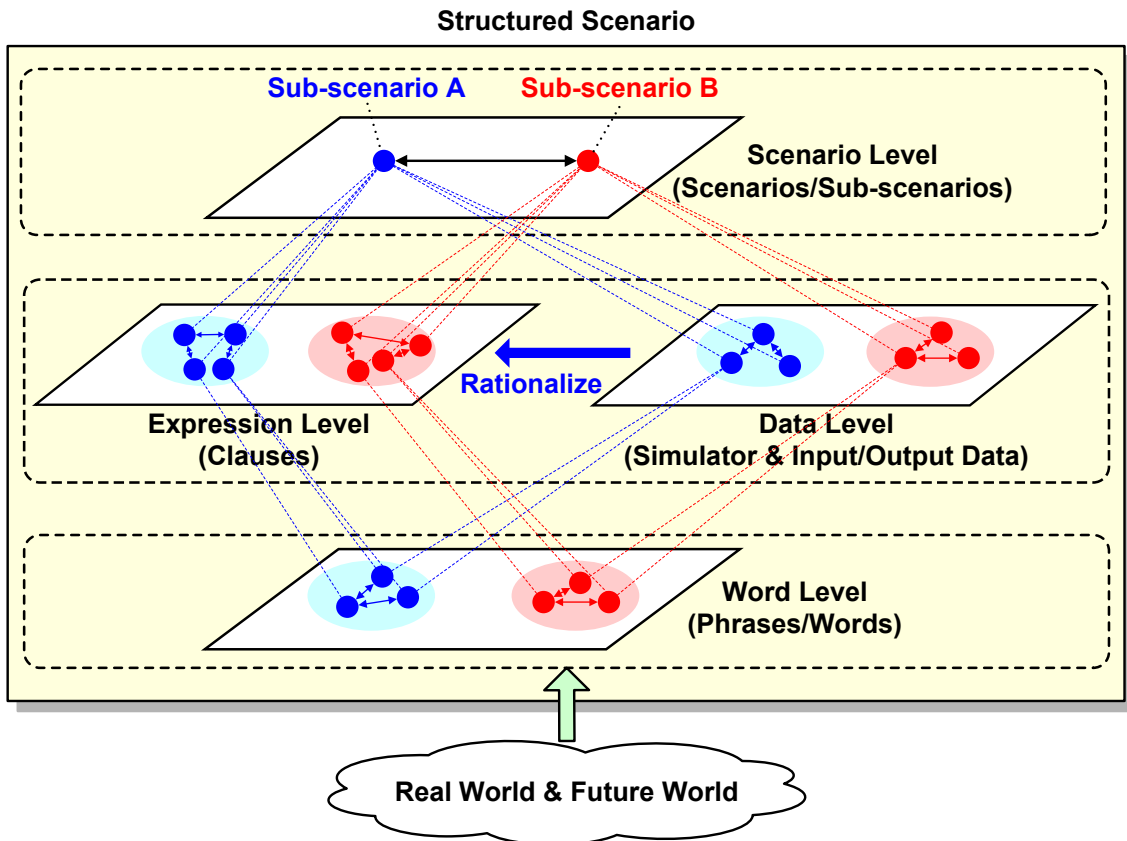 Structured Scenario
Sub-scenario A
Sub-scenario B
Scenario Level
(Scenarios/Sub-scenarios)
Rationalize
Expression Level
(Clauses)
Data Level
(Simulator & Input/Output Data)
Word Level
(Phrases/Words)
Real World & Future World